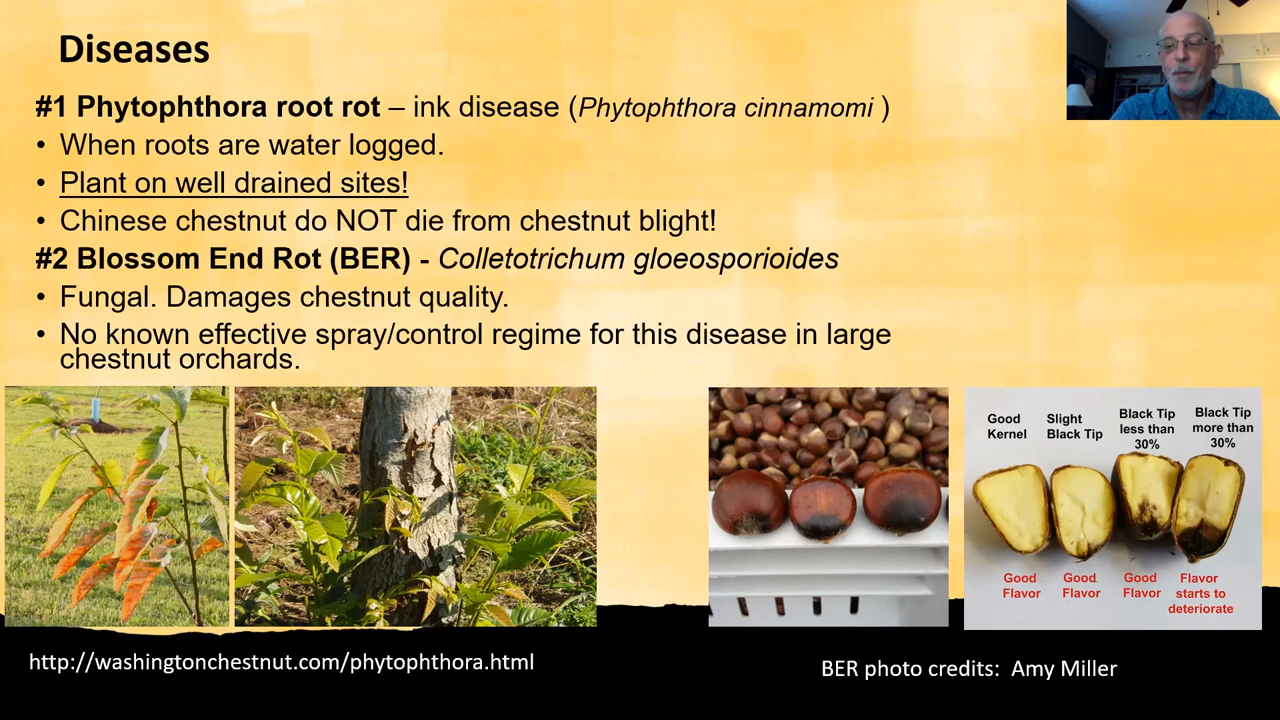 Diseases
#1 Phytophthora root rot – ink disease (Phytophthora cinnamomi )
• When roots are water logged.
• Plant on well drained sites!
• Chinese chestnut do NOT die from chestnut blight!
#2 Blossom End Rot (BER) - Colletotrichum gloeosporioides
• Fungal. Damages chestnut quality.
• No known effective spray/control regime for this disease in large
chestnut orchards.
Good
Kernel
Slight
Black Tip
Black Tip
less than
30%
Black Tip
more than
30%
Good
Flavor
Good
Flavor
Good
Flavor
Flavor
starts to
deteriorate
http://washingtonchestnut.com/phytophthora.html
BER photo credits: Amy Miller